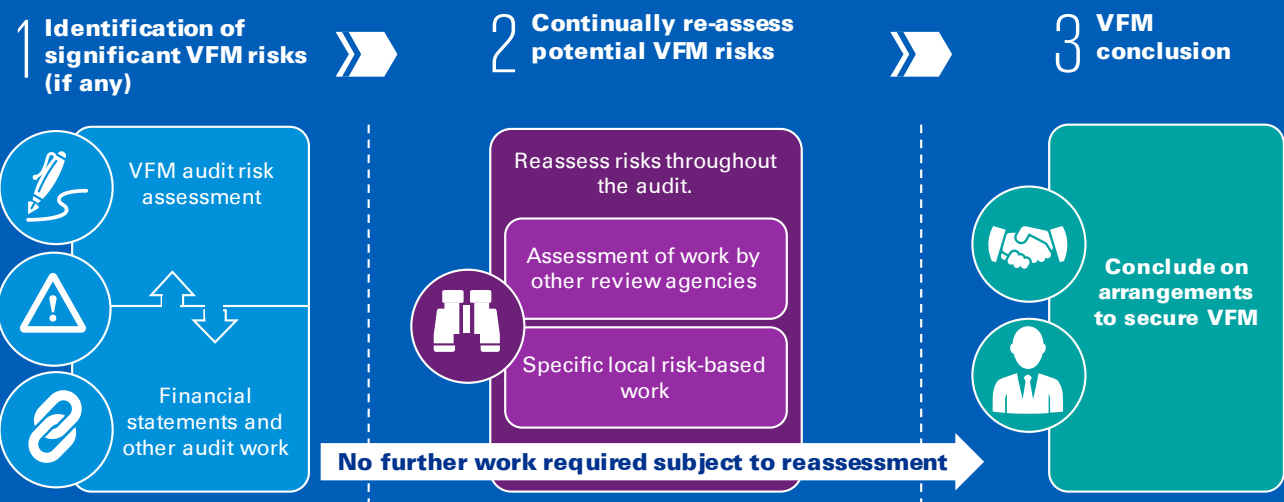 1
Identification of
significant VFM risks
(if any)
2
Continually re-assess
potential VFM risks
3
VFM
conclusion
VFM audit risk
assessment
Financial
statements and
other audit work
Reassess risks throughout
the audit.
Assessment of work by
other review agencies
Specific local risk-based
work
Conclude on
arrangements
to secure VFM
No further work required subject to reassessment